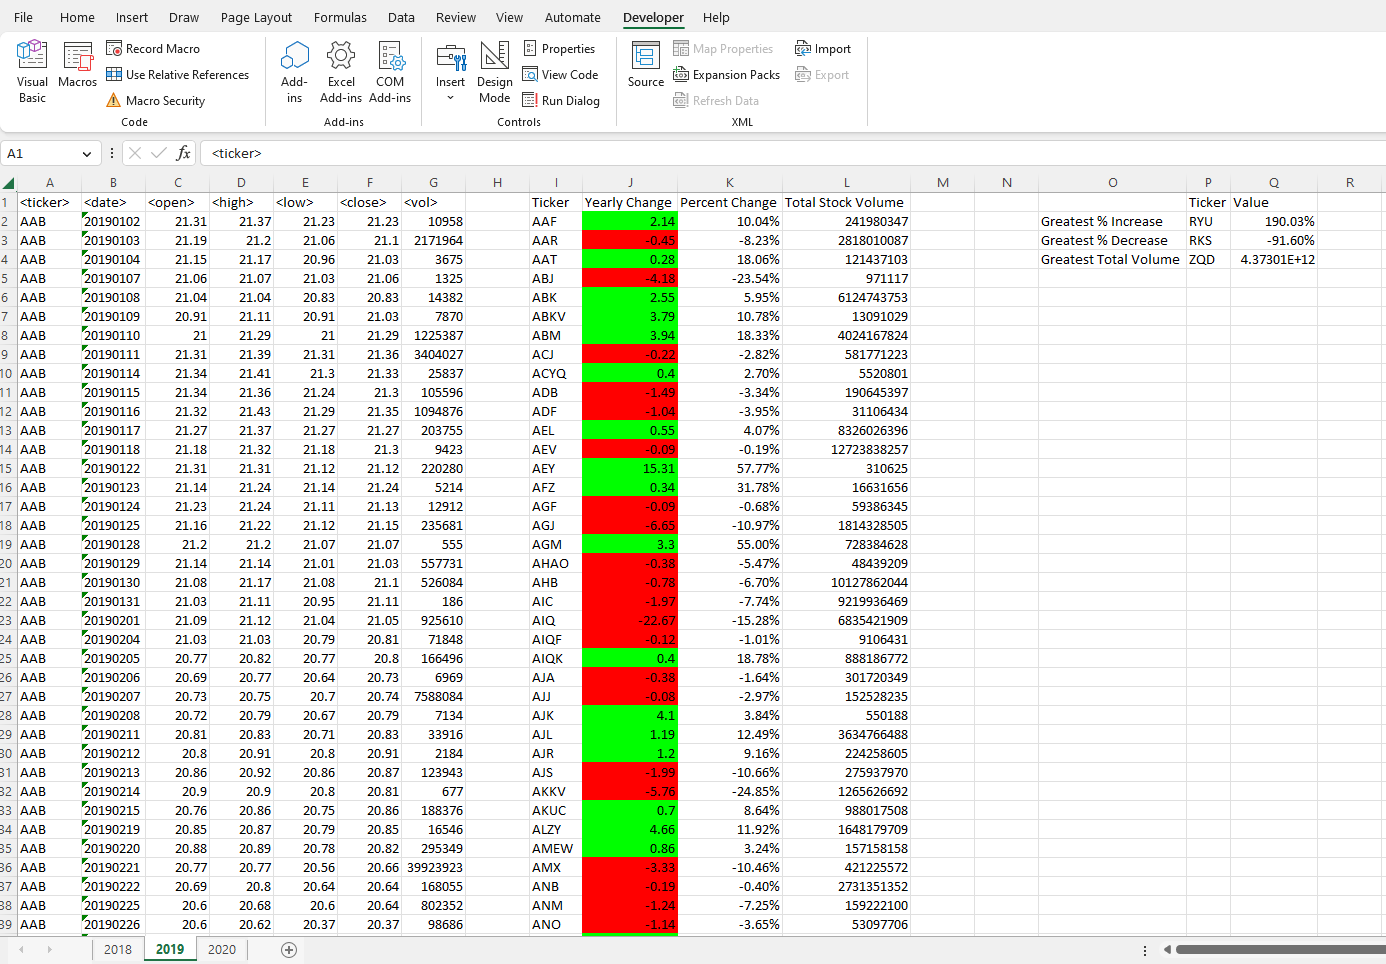 File Home Insert Draw Page Layout Formulas Data Review View Automate Developer Help
Visual Basic
Macros
Record Macro
Use Relative References
Macro Security
Code
Add-ins
Excel Add-ins
COM Add-ins
Add-ins
Insert
Design Mode
Properties
View Code
Run Dialog
Controls
Source
Map Properties
Expansion Packs
Refresh Data
Import
Export
XML
A1 fx <ticker>
A B C D E F G H I J K L M N O P Q R
1 <ticker> <date> <open> <high> <low> <close> <vol> Ticker Yearly Change Percent Change Total Stock Volume Ticker Value
2 AAB 20190102 21.31 21.37 21.23 21.23 10958 AAF 2.14 10.04% 241980347 Greatest % Increase RYU 190.03%
3 AAB 20190103 21.19 21.2 21.06 21.1 2171964 AAR -0.45 -8.23% 2818010087 Greatest % Decrease RKS -91.60%
4 AAB 20190104 21.15 21.17 20.96 21.03 3675 AAT 0.28 18.06% 121437103 Greatest Total Volume ZQD 4.37301E+12
5 AAB 20190107 21.06 21.07 21.03 21.06 1325 ABJ -4.18 -23.54% 971117
6 AAB 20190108 21.04 21.04 20.83 20.83 14382 ABK 2.55 5.95% 6124743753
7 AAB 20190109 20.91 21.11 20.91 21.03 7870 ABKV 3.79 10.78% 13091029
8 AAB 20190110 21 21.29 21 21.29 1225387 ABM 3.94 18.33% 4024167824
9 AAB 20190111 21.31 21.39 21.31 21.36 3404027 ACJ -0.22 -2.82% 581771223
10 AAB 20190114 21.34 21.41 21.3 21.33 25837 ACYQ 0.4 2.70% 5520801
11 AAB 20190115 21.34 21.36 21.24 21.3 105596 ADB -1.49 -3.34% 190645397
12 AAB 20190116 21.32 21.43 21.29 21.35 1094876 ADF -1.04 -3.95% 31106434
13 AAB 20190117 21.27 21.37 21.27 21.27 203755 AEL 0.55 4.07% 8326026396
14 AAB 20190118 21.18 21.32 21.18 21.3 9423 AEV -0.09 -0.19% 12723838257
15 AAB 20190122 21.31 21.31 21.12 21.12 220280 AEY 15.31 57.77% 310625
16 AAB 20190123 21.14 21.24 21.14 21.24 5214 AFZ 0.34 31.78% 16631656
17 AAB 20190124 21.23 21.24 21.11 21.13 12912 AGF -0.09 -0.68% 59386345
18 AAB 20190125 21.16 21.22 21.12 21.15 235681 AGJ -6.65 -10.97% 1814328505
19 AAB 20190128 21.2 21.2 21.07 21.07 555 AGM 3.3 55.00% 728384628
20 AAB 20190129 21.14 21.14 21.01 21.03 557731 AHAO -0.38 -5.47% 48439209
21 AAB 20190130 21.08 21.17 21.08 21.1 526084 AHB -0.78 -6.70% 10127862044
22 AAB 20190131 21.03 21.11 20.95 21.11 186 AIC -1.97 -7.74% 9219936469
23 AAB 20190201 21.09 21.12 21.04 21.05 925610 AIQ -22.67 -15.28% 6835421909
24 AAB 20190204 21.03 21.03 20.79 20.81 71848 AIQF -0.12 -1.01% 9106431
25 AAB 20190205 20.77 20.82 20.77 20.8 166496 AIQK 0.4 18.78% 888186772
26 AAB 20190206 20.69 20.77 20.64 20.73 6969 AJA -0.38 -1.64% 301720349
27 AAB 20190207 20.73 20.75 20.7 20.74 7588084 AJJ -0.08 -2.97% 152528235
28 AAB 20190208 20.72 20.79 20.67 20.79 7134 AJK 4.1 3.84% 550188
29 AAB 20190211 20.81 20.83 20.71 20.83 33916 AJL 1.19 12.49% 3634766488
30 AAB 20190212 20.8 20.91 20.8 20.91 2184 AJR 1.2 9.16% 224258605
31 AAB 20190213 20.86 20.92 20.86 20.87 123943 AJS -1.99 -10.66% 275937970
32 AAB 20190214 20.9 20.9 20.8 20.81 677 AKKV -5.76 -24.85% 1265626692
33 AAB 20190215 20.76 20.86 20.75 20.86 188376 AKUC 0.7 8.64% 988017508
34 AAB 20190219 20.85 20.87 20.79 20.85 16546 ALZY 4.66 11.92% 1648179709
35 AAB 20190220 20.88 20.89 20.78 20.82 295349 AMEW 0.86 3.24% 157158158
36 AAB 20190221 20.77 20.77 20.56 20.66 39923923 AMX -3.33 -10.46% 421225572
37 AAB 20190222 20.69 20.8 20.64 20.64 168055 ANB -0.19 -0.40% 2731351352
38 AAB 20190225 20.6 20.68 20.6 20.64 802352 ANM -1.24 -7.25% 159222100
39 AAB 20190226 20.6 20.62 20.37 20.37 98686 ANO -1.14 -3.65% 53097706
2018 2019 2020